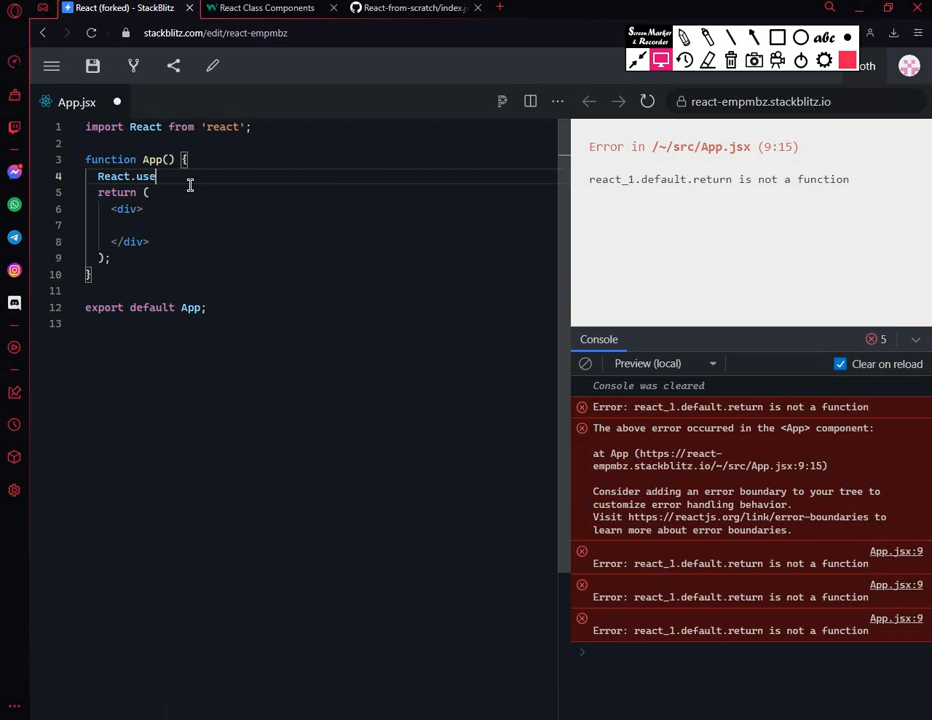 React (forked) - StackBlitz
React Class Components
React-from-scratch/index.j
stackblitz.com/edit/react-empmbz
Screen Marker
& Recorder
abc
oth
App.jsx
react-empmbz.stackblitz.io
1 import React from 'react';
2
3 function App() {
4 React.use
5 return (
6 <div>
7
8 </div>
9 );
10 }
11
12 export default App;
13
Error in /~/src/App.jsx (9:15)
react_1.default.return is not a function
Console
5
Preview (local)
Clear on reload
Console was cleared
Error: react_1.default.return is not a function
The above error occurred in the <App> component:
at App (https://react-
empmbz.stackblitz.io/~/src/App.jsx:9:15)
Consider adding an error boundary to your tree to
customize error handling behavior.
Visit https://reactjs.org/link/error-boundaries to
learn more about error boundaries.
App.jsx:9
Error: react_1.default.return is not a function
App.jsx:9
Error: react_1.default.return is not a function
App.jsx:9
Error: react_1.default.return is not a function